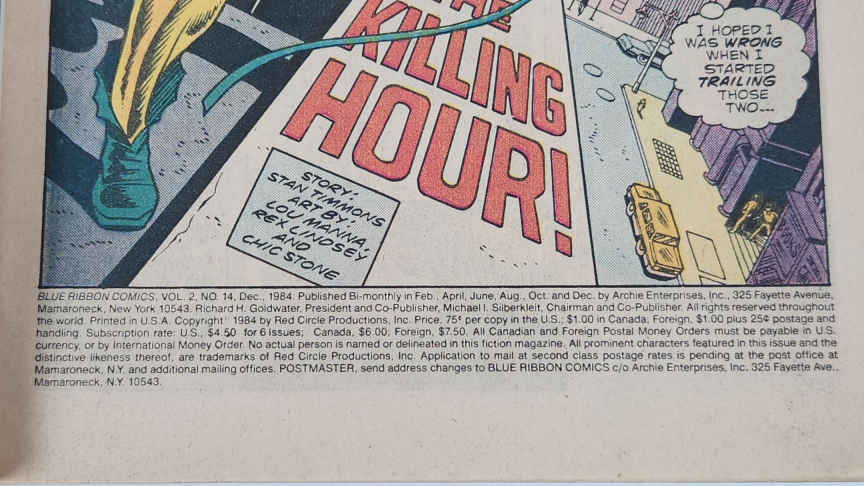 THE
KILLING
HOUR!
I HOPED I
WAS WRONG
WHEN I
STARTED
TRAILING
THOSE
TWO...
STORY:
STAN TIMMONS
ART BY:
LOU MANNA,
REX LINDSEY
AND
CHIC STONE
BLUE RIBBON COMICS, VOL. 2, NO. 14, Dec., 1984. Published Bi-monthly in Feb., April, June, Aug., Oct. and Dec. by Archie Enterprises, Inc., 325 Fayette Avenue,
Mamaroneck, New York 10543. Richard H. Goldwater, President and Co-Publisher, Michael I. Silberkleit, Chairman and Co-Publisher. All rights reserved throughout
the world. Printed in U.S.A. Copyright© 1984 by Red Circle Productions, Inc. Price, 75¢ per copy in the U.S.; $1.00 in Canada; Foreign, $1.00 plus 25¢ postage and
handling. Subscription rate: U.S., $4.50 for 6 Issues; Canada, $6.00; Foreign, $7.50. All Canadian and Foreign Postal Money Orders must be payable in U.S.
currency, or by International Money Order. No actual person is named or delineated in this fiction magazine. All prominent characters featured in this issue and the
distinctive likeness thereof, are trademarks of Red Circle Productions, Inc. Application to mail at second class postage rates is pending at the post office at
Mamaroneck, N.Y. and additional mailing offices. POSTMASTER, send address changes to BLUE RIBBON COMICS c/o Archie Enterprises, Inc. 325 Fayette Ave.,
Mamaroneck, N.Y. 10543.